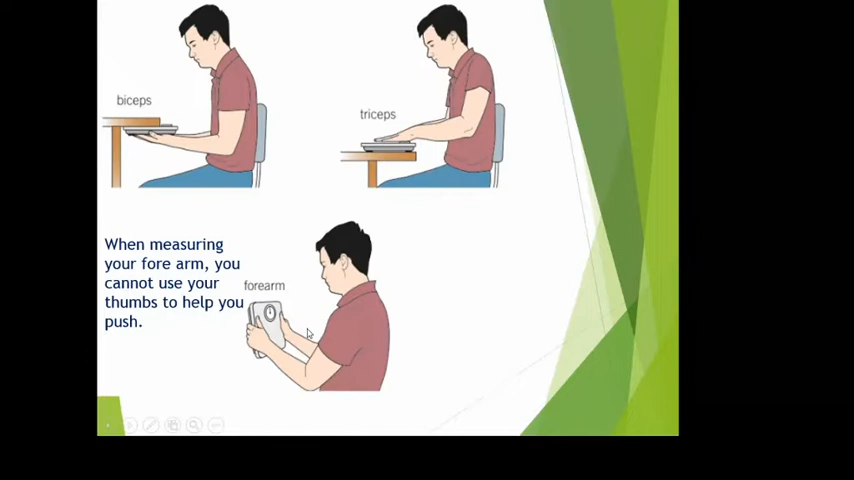 biceps
triceps
When measuring
your fore arm, you
cannot use your
thumbs to help you
push.
forearm